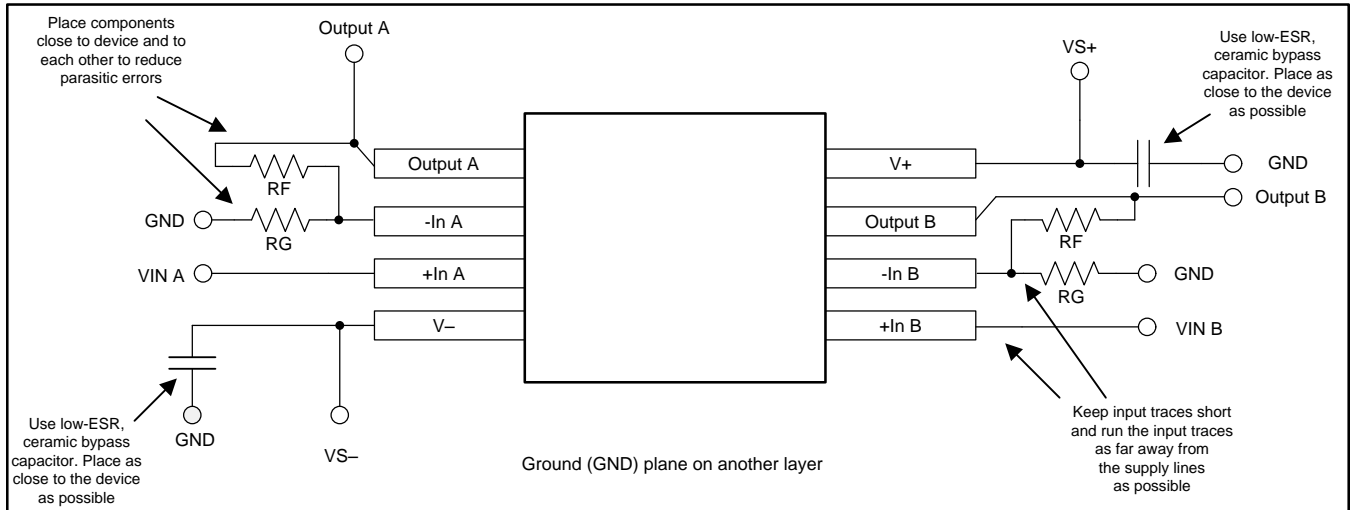 Place components
close to device and to
each other to reduce
parasitic errors
Output A
VS+
Use low-ESR,
ceramic bypass
capacitor. Place as
close to the device
as possible
Output A
RF
GND
RG
-In A
VIN A
+In A
V–
GND
VS–
Use low-ESR,
ceramic bypass
capacitor. Place as
close to the device
as possible
V+
GND
Output B
Output B
RF
-In B
RG
GND
+In B
VIN B
Keep input traces short
and run the input traces
as far away from
the supply lines
as possible
Ground (GND) plane on another layer